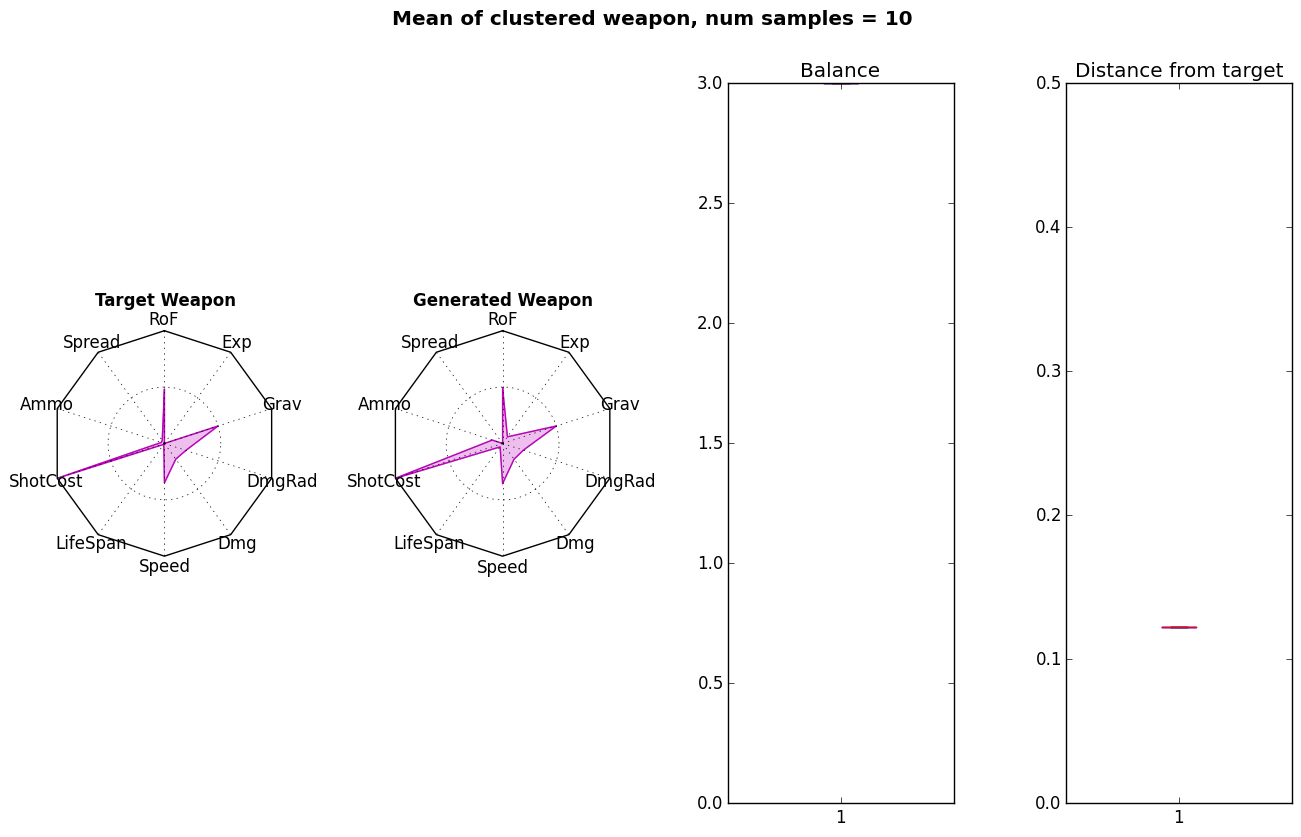 Mean of clustered weapon, num samples = 10
Target Weapon
RoF
Exp
Grav
DmgRad
Dmg
Speed
LifeSpan
ShotCost
Ammo
Spread
Generated Weapon
RoF
Exp
Grav
DmgRad
Dmg
Speed
LifeSpan
ShotCost
Ammo
Spread
Balance
3.0
2.5
2.0
1.5
1.0
0.5
0.0
1
Distance from target
0.5
0.4
0.3
0.2
0.1
0.0
1